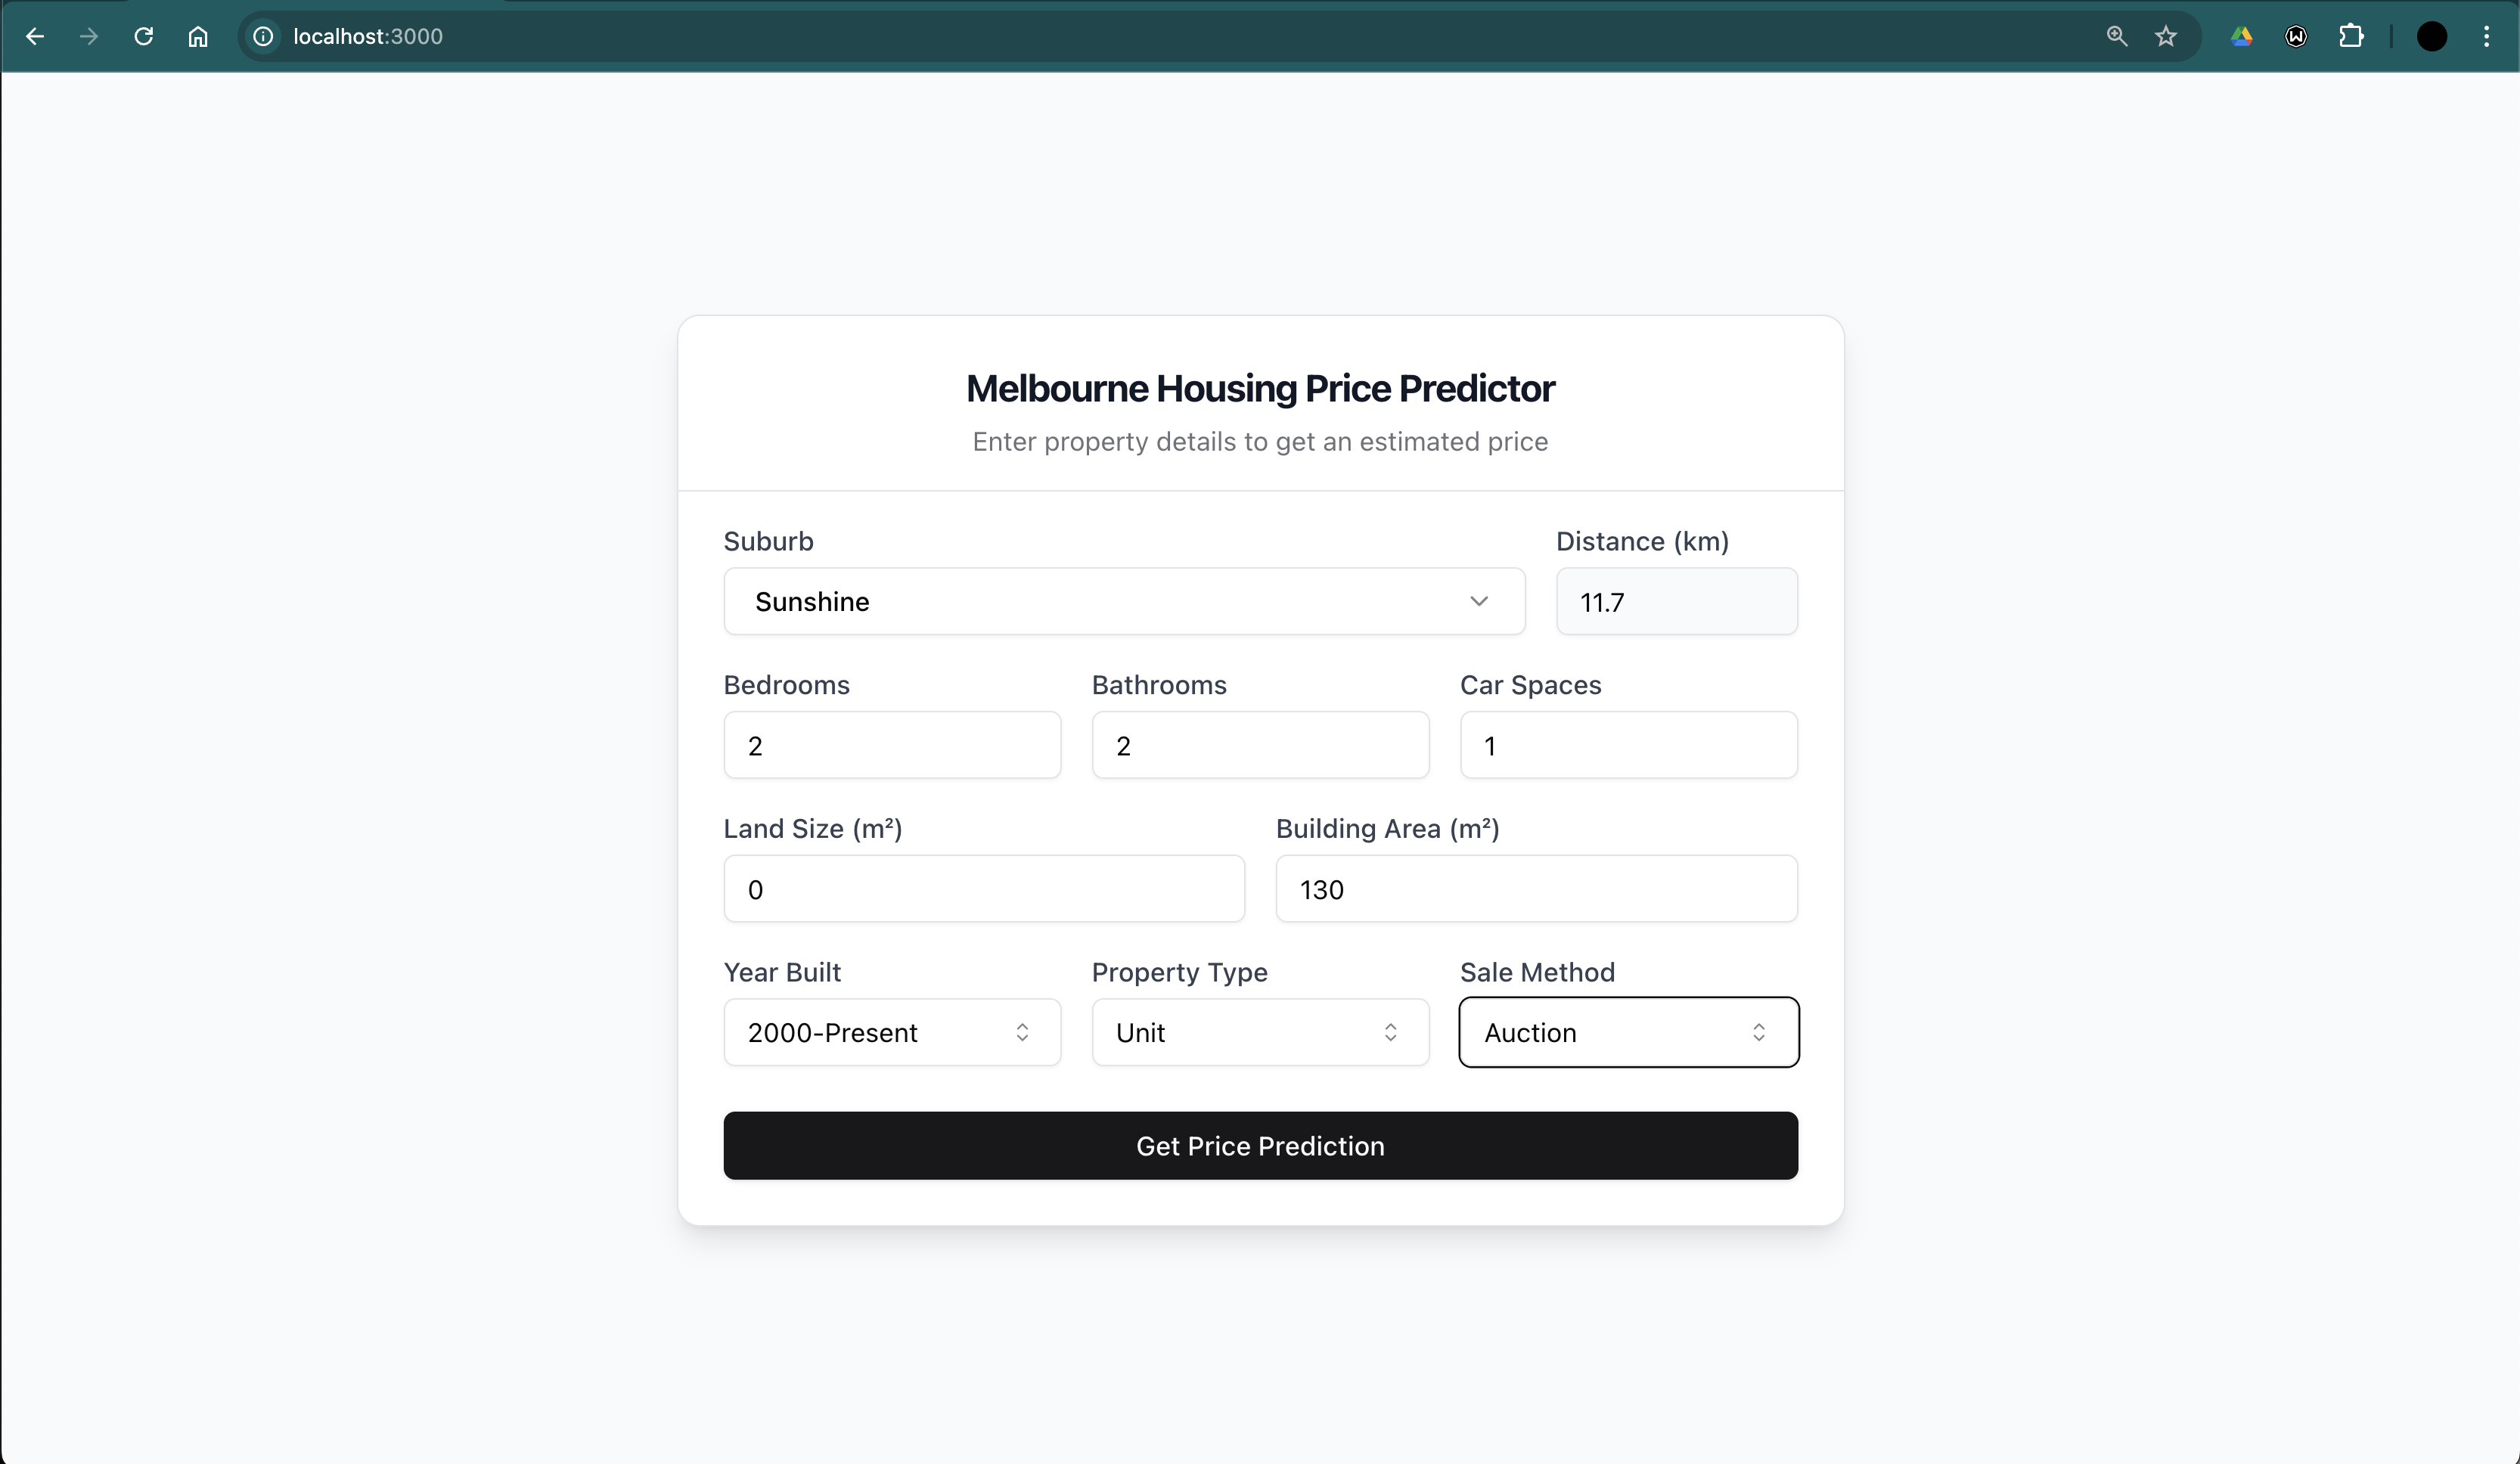 localhost:3000
Melbourne Housing Price Predictor
Enter property details to get an estimated price
Suburb Distance (km)
Sunshine 11.7
Bedrooms Bathrooms Car Spaces
2 2 1
Land Size (m²) Building Area (m²)
0 130
Year Built Property Type Sale Method
2000-Present Unit Auction
Get Price Prediction